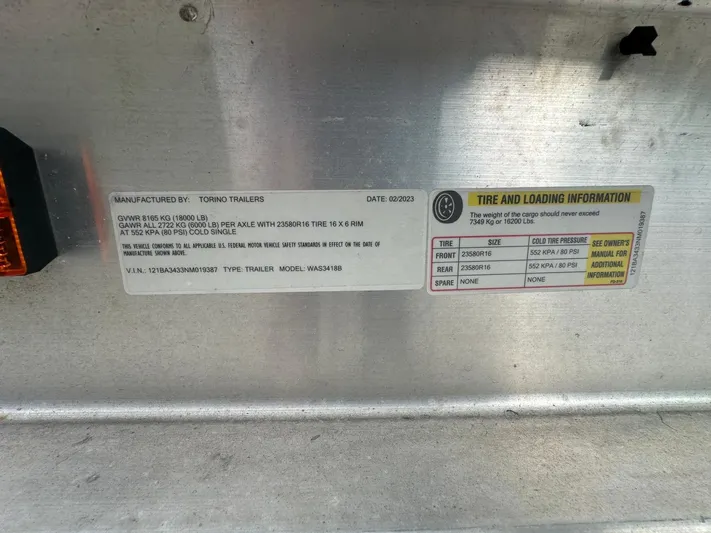 MANUFACTURED BY: TORINO TRAILERS DATE: 02/2023
GVWR 8165 KG (18000 LB)
GAWR ALL 2722 KG (6000 LB) PER AXLE WITH 23580R16 TIRE 16 X 6 RIM
AT 552 KPA (80 PSI) COLD SINGLE
THIS VEHICLE CONFORMS TO ALL APPLICABLE U.S. FEDERAL MOTOR VEHICLE SAFETY STANDARDS IN EFFECT ON THE DATE OF
MANUFACTURE SHOWN ABOVE.
V.I.N.: 121BA3433NM019387 TYPE: TRAILER MODEL: WAS3418B
TIRE AND LOADING INFORMATION
The weight of the cargo should never exceed
7349 Kg or 16200 Lbs.
TIRE SIZE COLD TIRE PRESSURE
FRONT 23580R16 552 KPA / 80 PSI
REAR 23580R16 552 KPA / 80 PSI
SPARE NONE NONE
SEE OWNER'S
MANUAL FOR
ADDITIONAL
INFORMATION
121BA3433NM019387